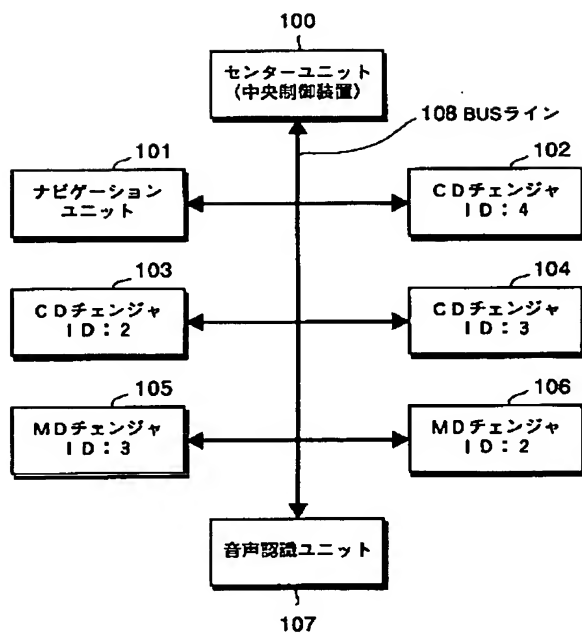 100
センターユニット
(中央制御装置)
108 BUSライン
101
ナビゲーション
ユニット
102
CDチェンジャ
ID:4
103
CDチェンジャ
ID:2
104
CDチェンジャ
ID:3
105
MDチェンジャ
ID:3
106
MDチェンジャ
ID:2
音声認識ユニット
107